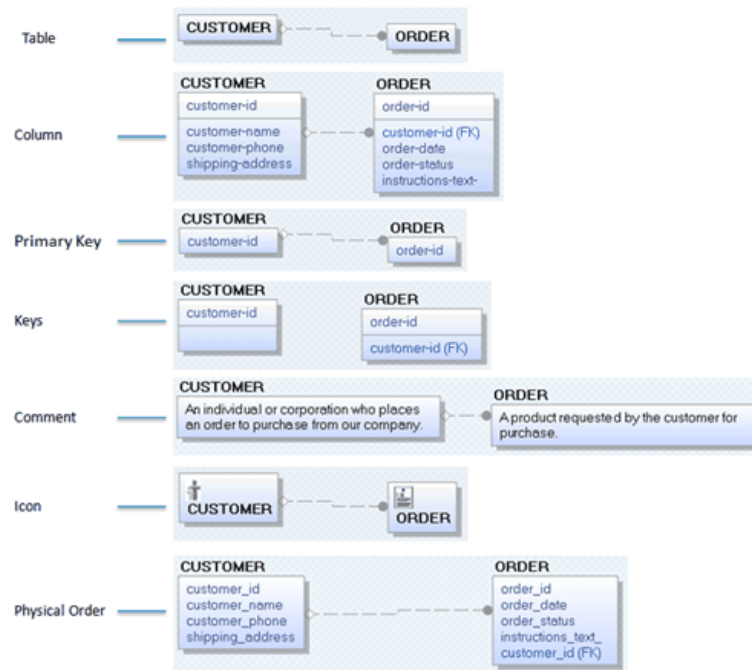 Table
CUSTOMER
ORDER
Column
CUSTOMER
customer-id
customer-name
customer-phone
shipping-address
ORDER
order-id
customer-id (FK)
order-date
order-status
instructions-text-
Primary Key
CUSTOMER
customer-id
ORDER
order-id
Keys
CUSTOMER
customer-id
ORDER
order-id
customer-id (FK)
Comment
CUSTOMER
An individual or corporation who places
an order to purchase from our company.
ORDER
A product requested by the customer for
purchase.
Icon
CUSTOMER
ORDER
Physical Order
CUSTOMER
customer_id
customer_name
customer_phone
shipping_address
ORDER
order_id
order_date
order_status
instructions_text_
customer_id (FK)